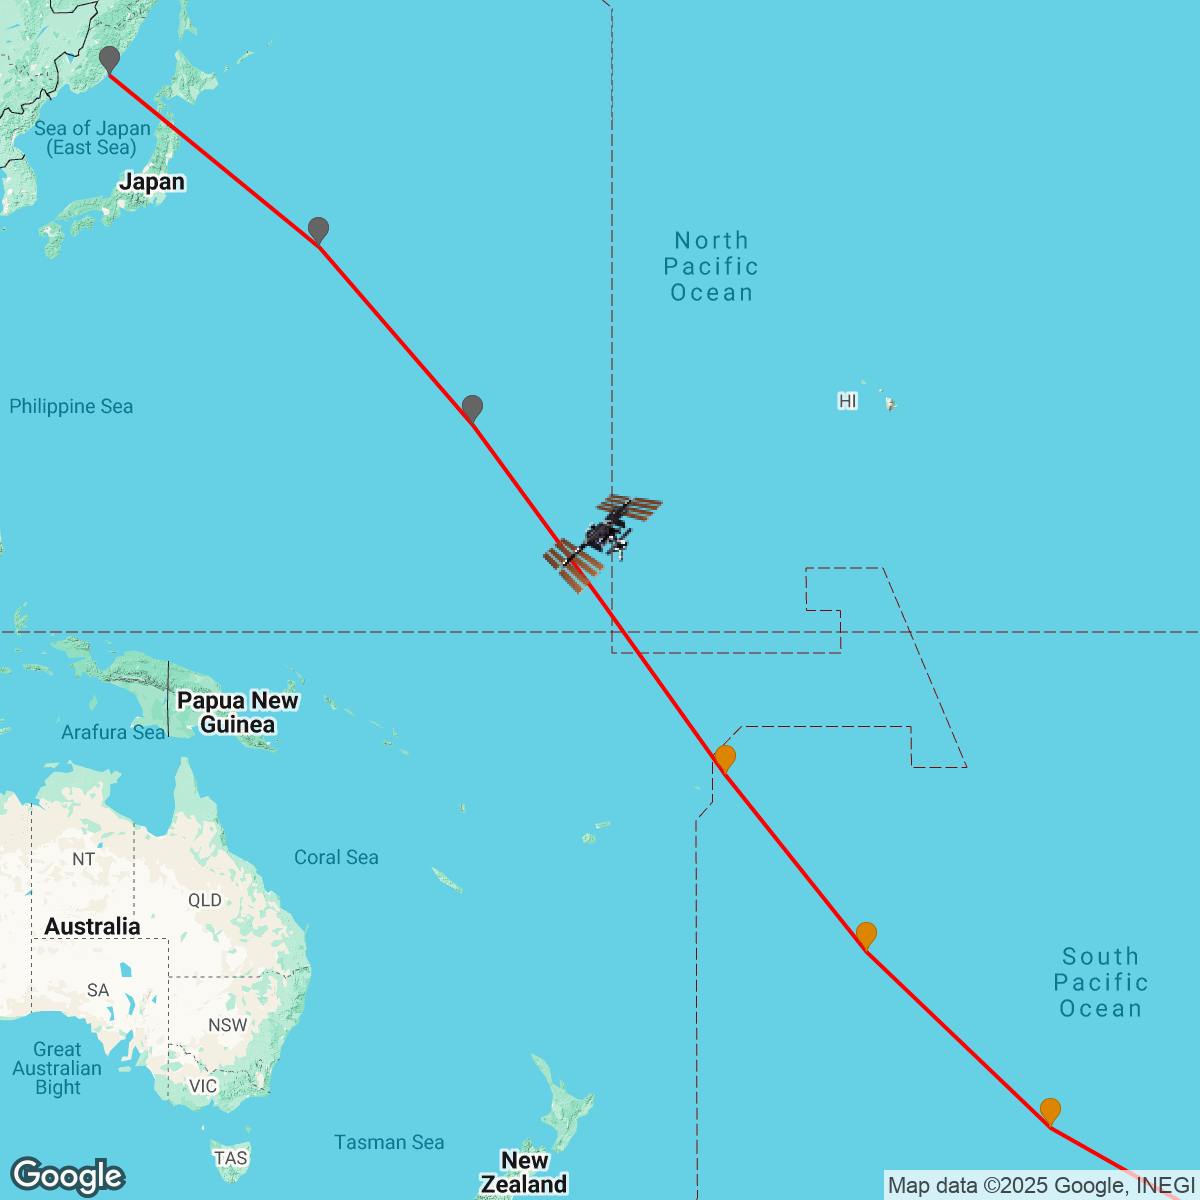 Sea of Japan
(East Sea)
Japan
North
Pacific
Ocean
Philippine Sea
HI
Papua New
Guinea
Arafura Sea
NT
Coral Sea
QLD
Australia
SA
South
Pacific
Ocean
NSW
Great
Australian
Bight
VIC
Tasman Sea
TAS
New
Zealand
Google
Map data ©2025 Google, INEGI